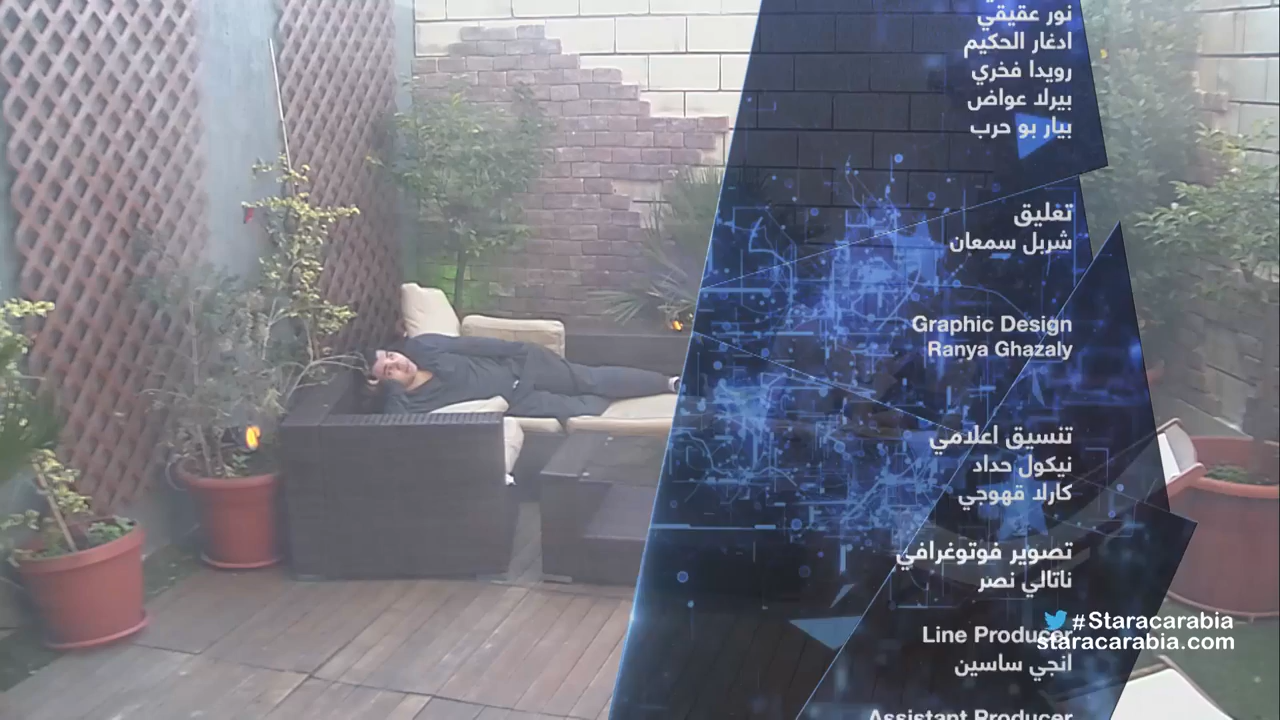 نور عقيقي
ادغار الحكيم
رويدا فخري
بيرلا عواض
بيار بو حرب
تعليق
شربل سمعان
Graphic Design
Ranya Ghazaly
تنسيق اعلامي
نيكول حداد
كارلا قهوجي
تصوير فوتوغرافي
ناتالي نصر
#Staracarabia
Line Producer
staracarabia.com
انجي ساسين
Assistant Producer